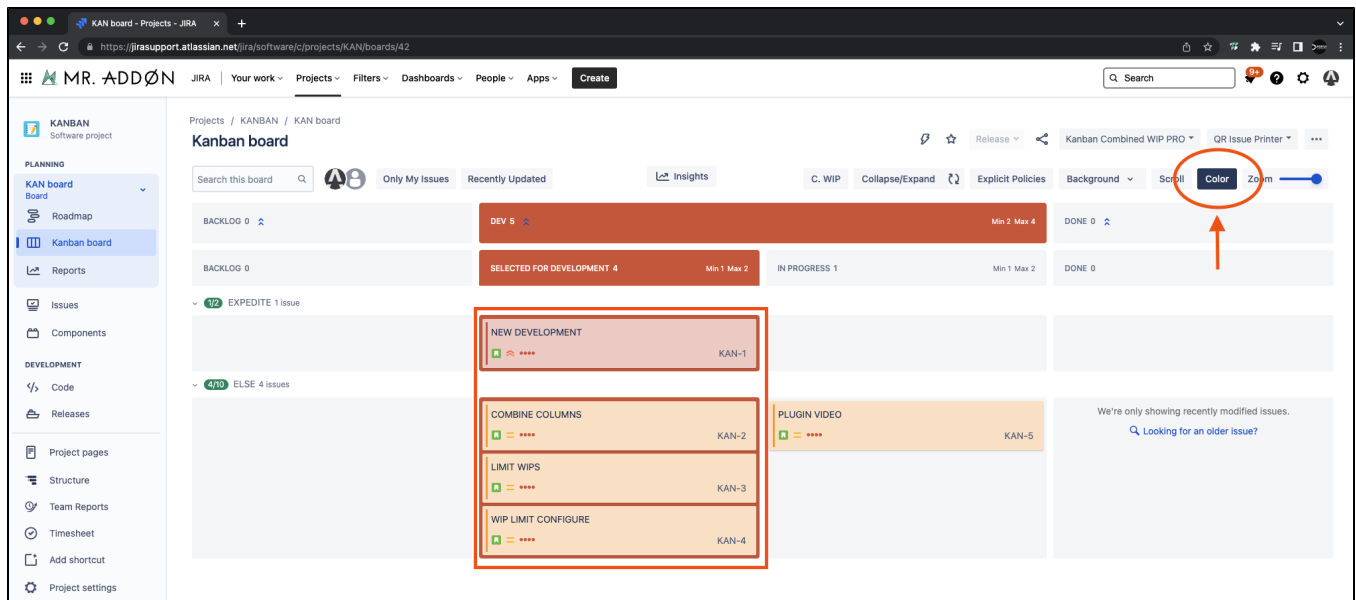 KAN board - Projects - JIRA
https://jirasupport.atlassian.net/jira/software/c/projects/KAN/boards/42
MR. ADDØN JIRA Your work Projects Filters Dashboards People Apps Create Search 9+
KANBAN
Software project
PLANNING
KAN board
Board
Roadmap
Kanban board
Reports
Issues
Components
DEVELOPMENT
Code
Releases
Project pages
Structure
Team Reports
Timesheet
Add shortcut
Project settings
Projects / KANBAN / KAN board
Kanban board
Release Kanban Combined WIP PRO QR Issue Printer
Search this board Only My Issues Recently Updated Insights C. WIP Collapse/Expand Explicit Policies Background Scroll Color Zoom
BACKLOG 0 DEV 5 Min 2 Max 4 DONE 0
BACKLOG 0 SELECTED FOR DEVELOPMENT 4 Min 1 Max 2 IN PROGRESS 1 Min 1 Max 2 DONE 0
1/2 EXPEDITE 1 issue
NEW DEVELOPMENT
KAN-1
4/10 ELSE 4 issues
COMBINE COLUMNS
KAN-2
LIMIT WIPS
KAN-3
WIP LIMIT CONFIGURE
KAN-4
PLUGIN VIDEO
KAN-5
We're only showing recently modified issues.
Looking for an older issue?